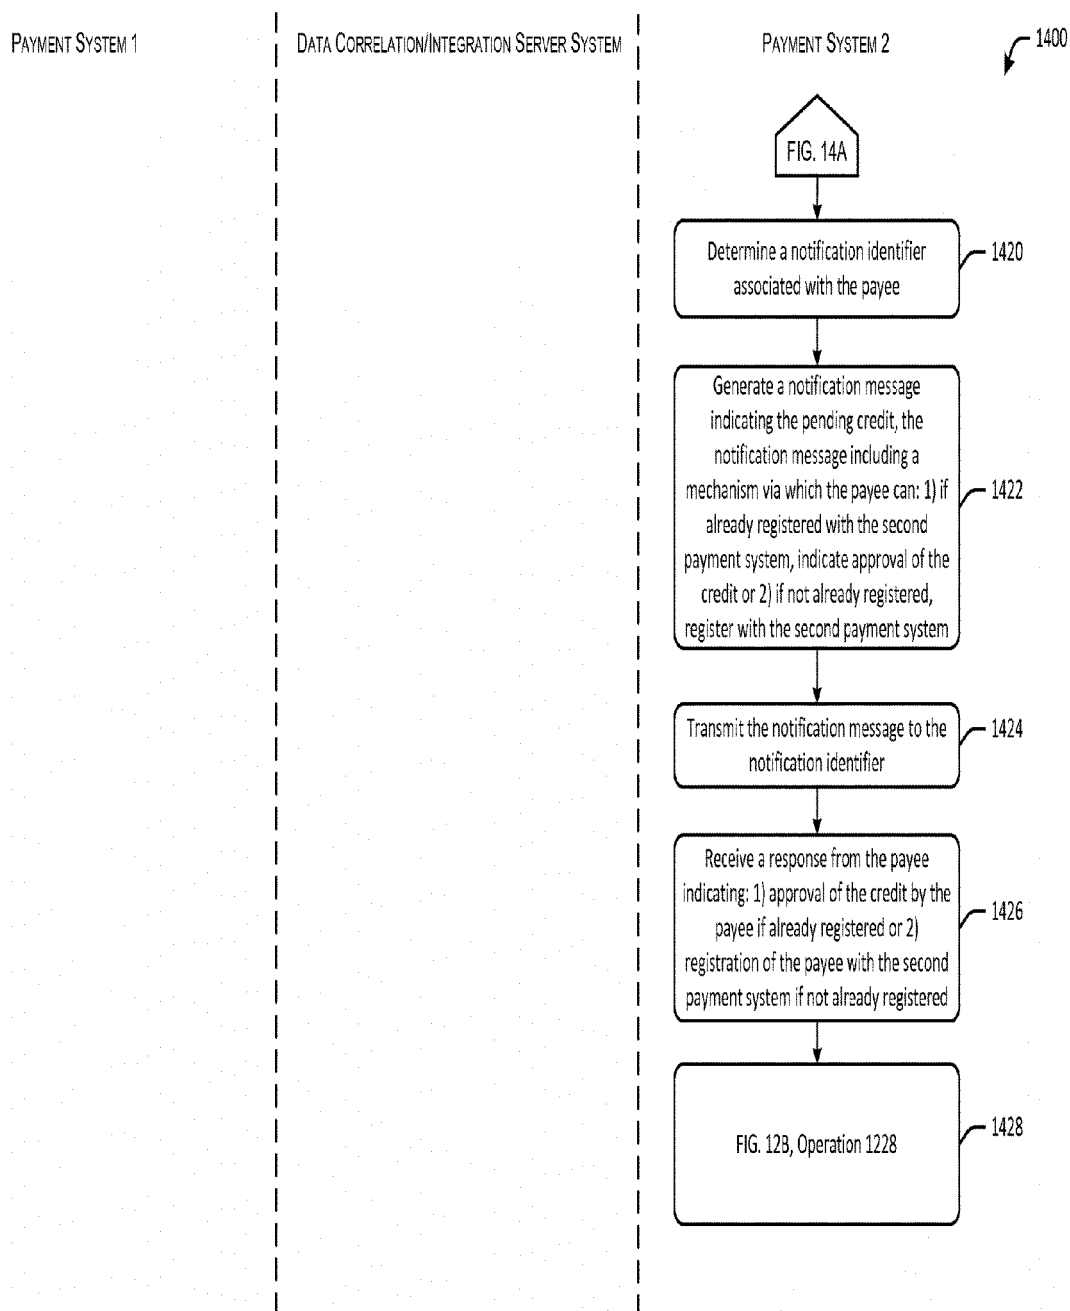 PAYMENT SYSTEM 1
DATA CORRELATION/INTEGRATION SERVER SYSTEM
PAYMENT SYSTEM 2
1400
FIG. 14A
Determine a notification identifier
associated with the payee
1420
Generate a notification message
indicating the pending credit, the
notification message including a
mechanism via which the payee can: 1) if
already registered with the second
payment system, indicate approval of the
credit or 2) if not already registered,
register with the second payment system
1422
Transmit the notification message to the
notification identifier
1424
Receive a response from the payee
indicating: 1) approval of the credit by the
payee if already registered or 2)
registration of the payee with the second
payment system if not already registered
1426
FIG. 12B, Operation 1228
1428